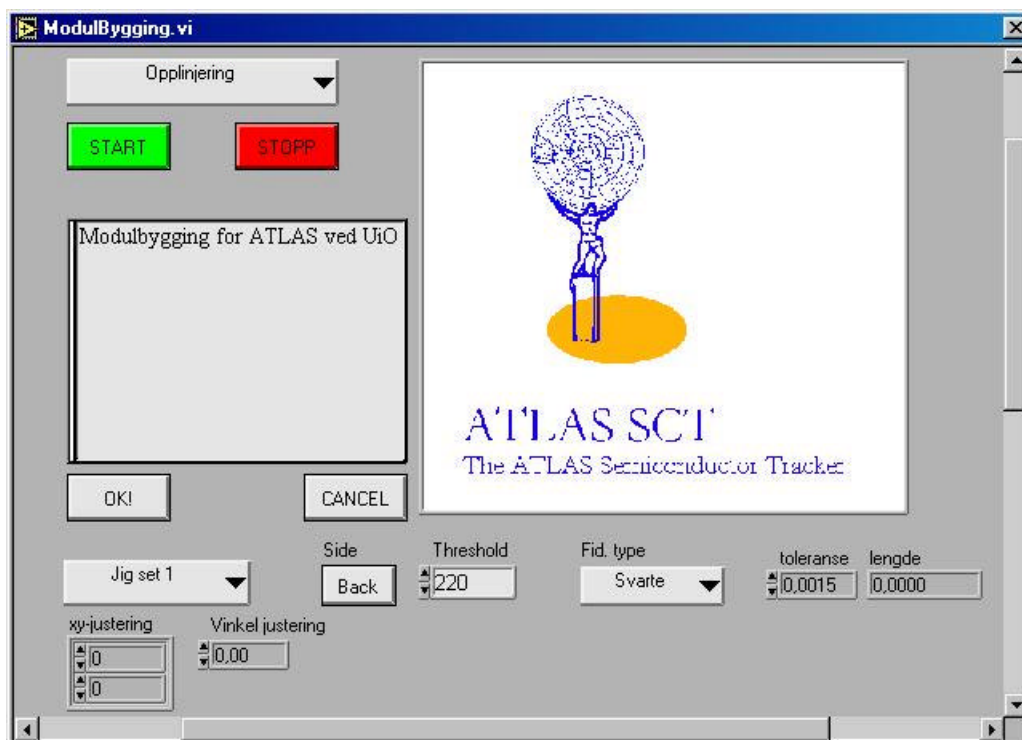 ModulBygging.vi
Opplinjering
START STOPP
Modulbygging for ATLAS ved UiO
ATLAS SCT
The ATLAS Semiconductor Tracker
OK! CANCEL
Side Threshold Fid. type toleranse lengde
Jig set 1 Back 220 Svarte 0,0015 0,0000
xy-justering Vinkel justering
0 0,00
0